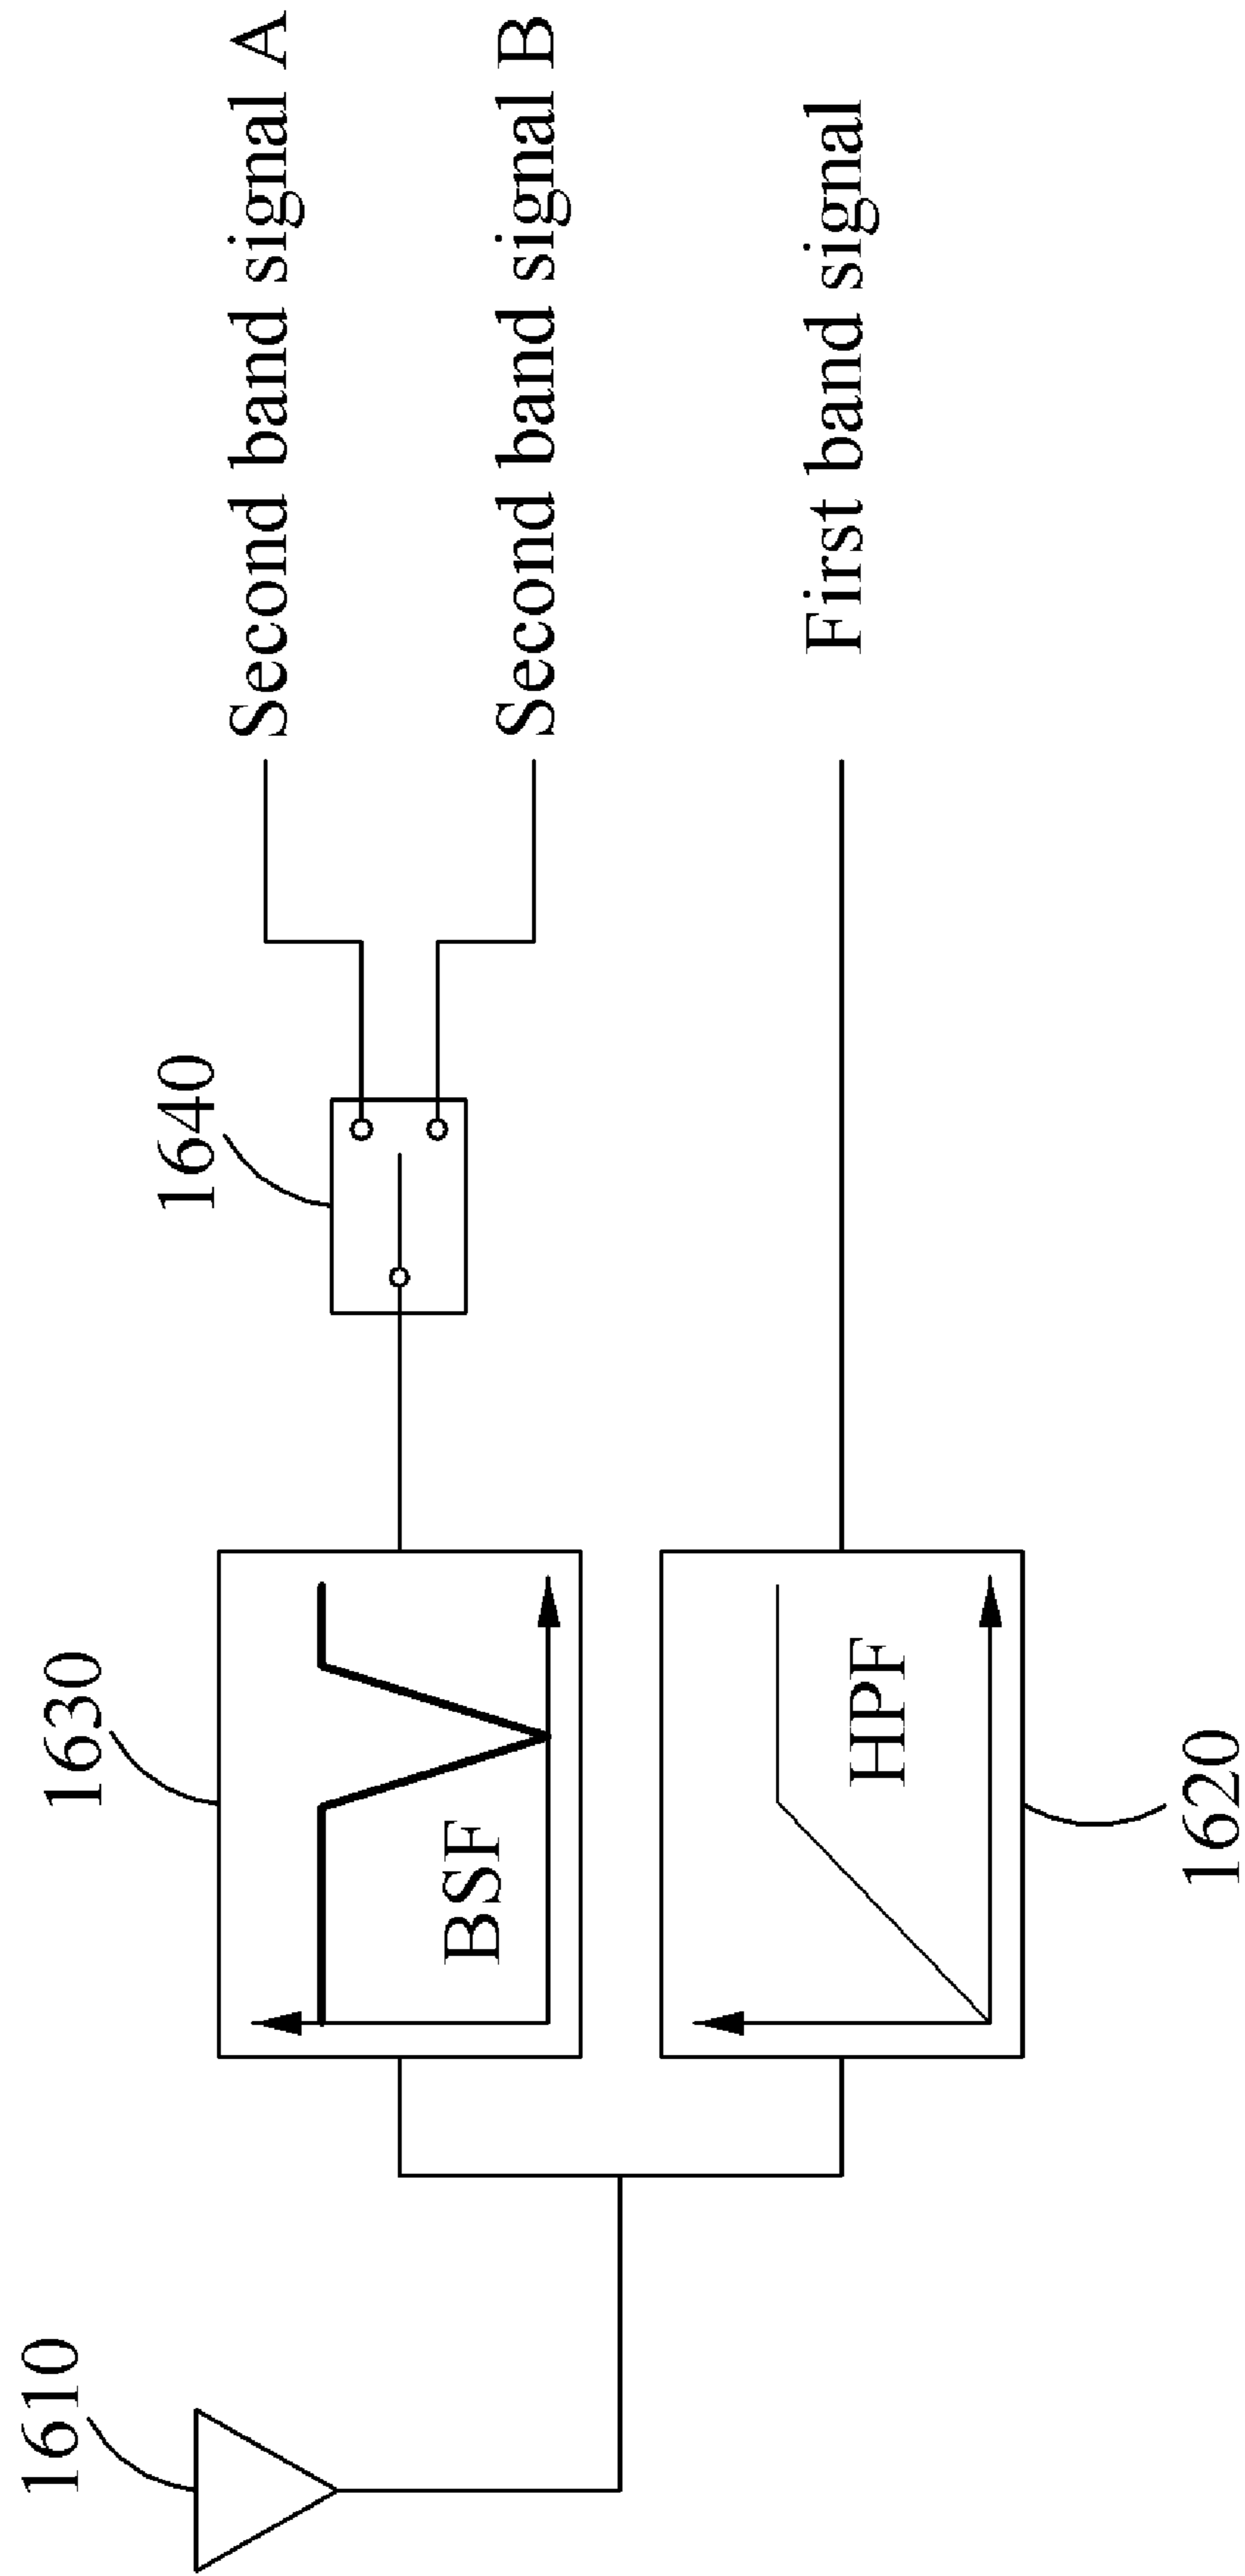 1610
1630
BSF
1640
Second band signal A
Second band signal B
HPF
1620
First band signal